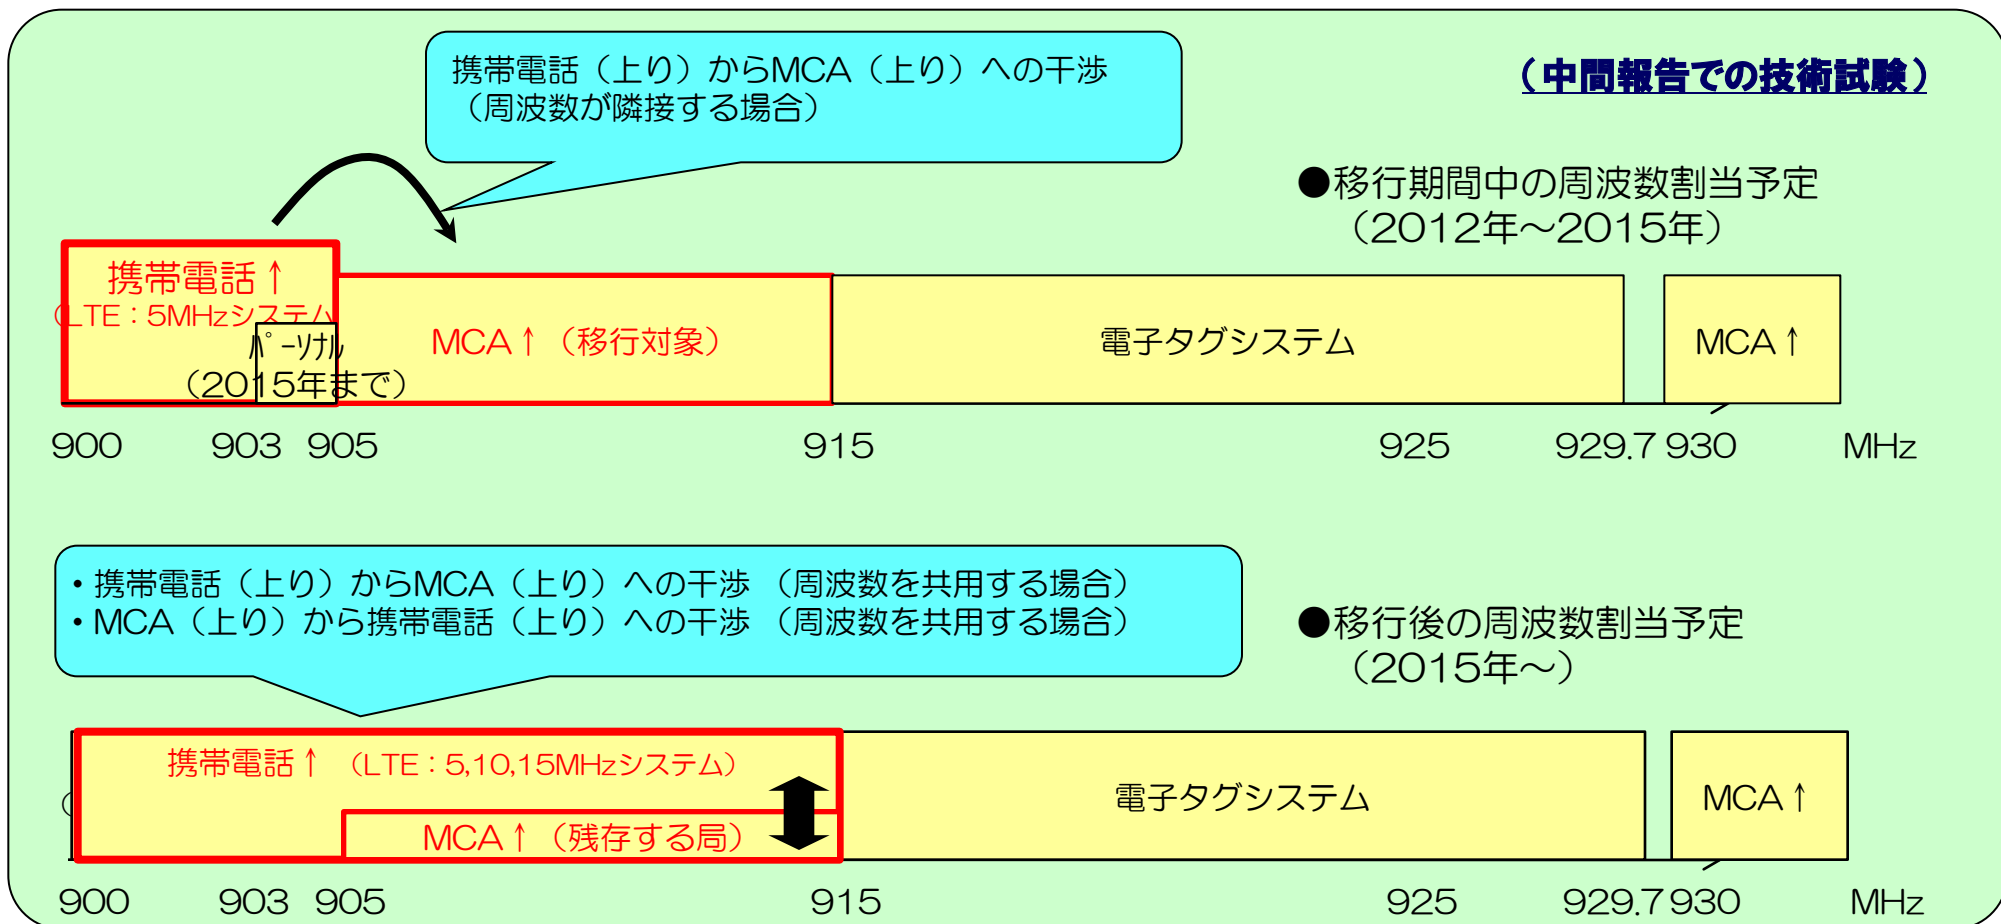 携帯電話（上り）からMCA（上り）への干渉
（周波数が隣接する場合）
（中間報告での技術試験）
●移行期間中の周波数割当予定
（2012年～2015年）
携帯電話↑
（LTE：5MHzシステム
ﾊﾟｰｿﾅﾙ
（2015年まで）
MCA↑（移行対象）
電子タグシステム
MCA↑
900 903 905 915 925 929.7 930 MHz
・携帯電話（上り）からMCA（上り）への干渉 （周波数を共用する場合）
・MCA（上り）から携帯電話（上り）への干渉 （周波数を共用する場合）
●移行後の周波数割当予定
（2015年～）
携帯電話↑ （LTE：5,10,15MHzシステム）
（
MCA↑（残存する局）
電子タグシステム
MCA↑
900 903 905 915 925 929.7 930 MHz